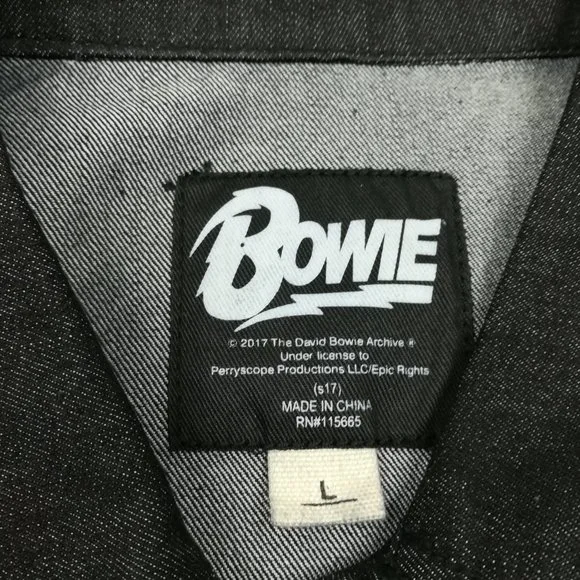 BOWIE
© 2017 The David Bowie Archive ®
Under license to
Perryscope Productions LLC/Epic Rights
(s17)
MADE IN CHINA
RN#115665
L